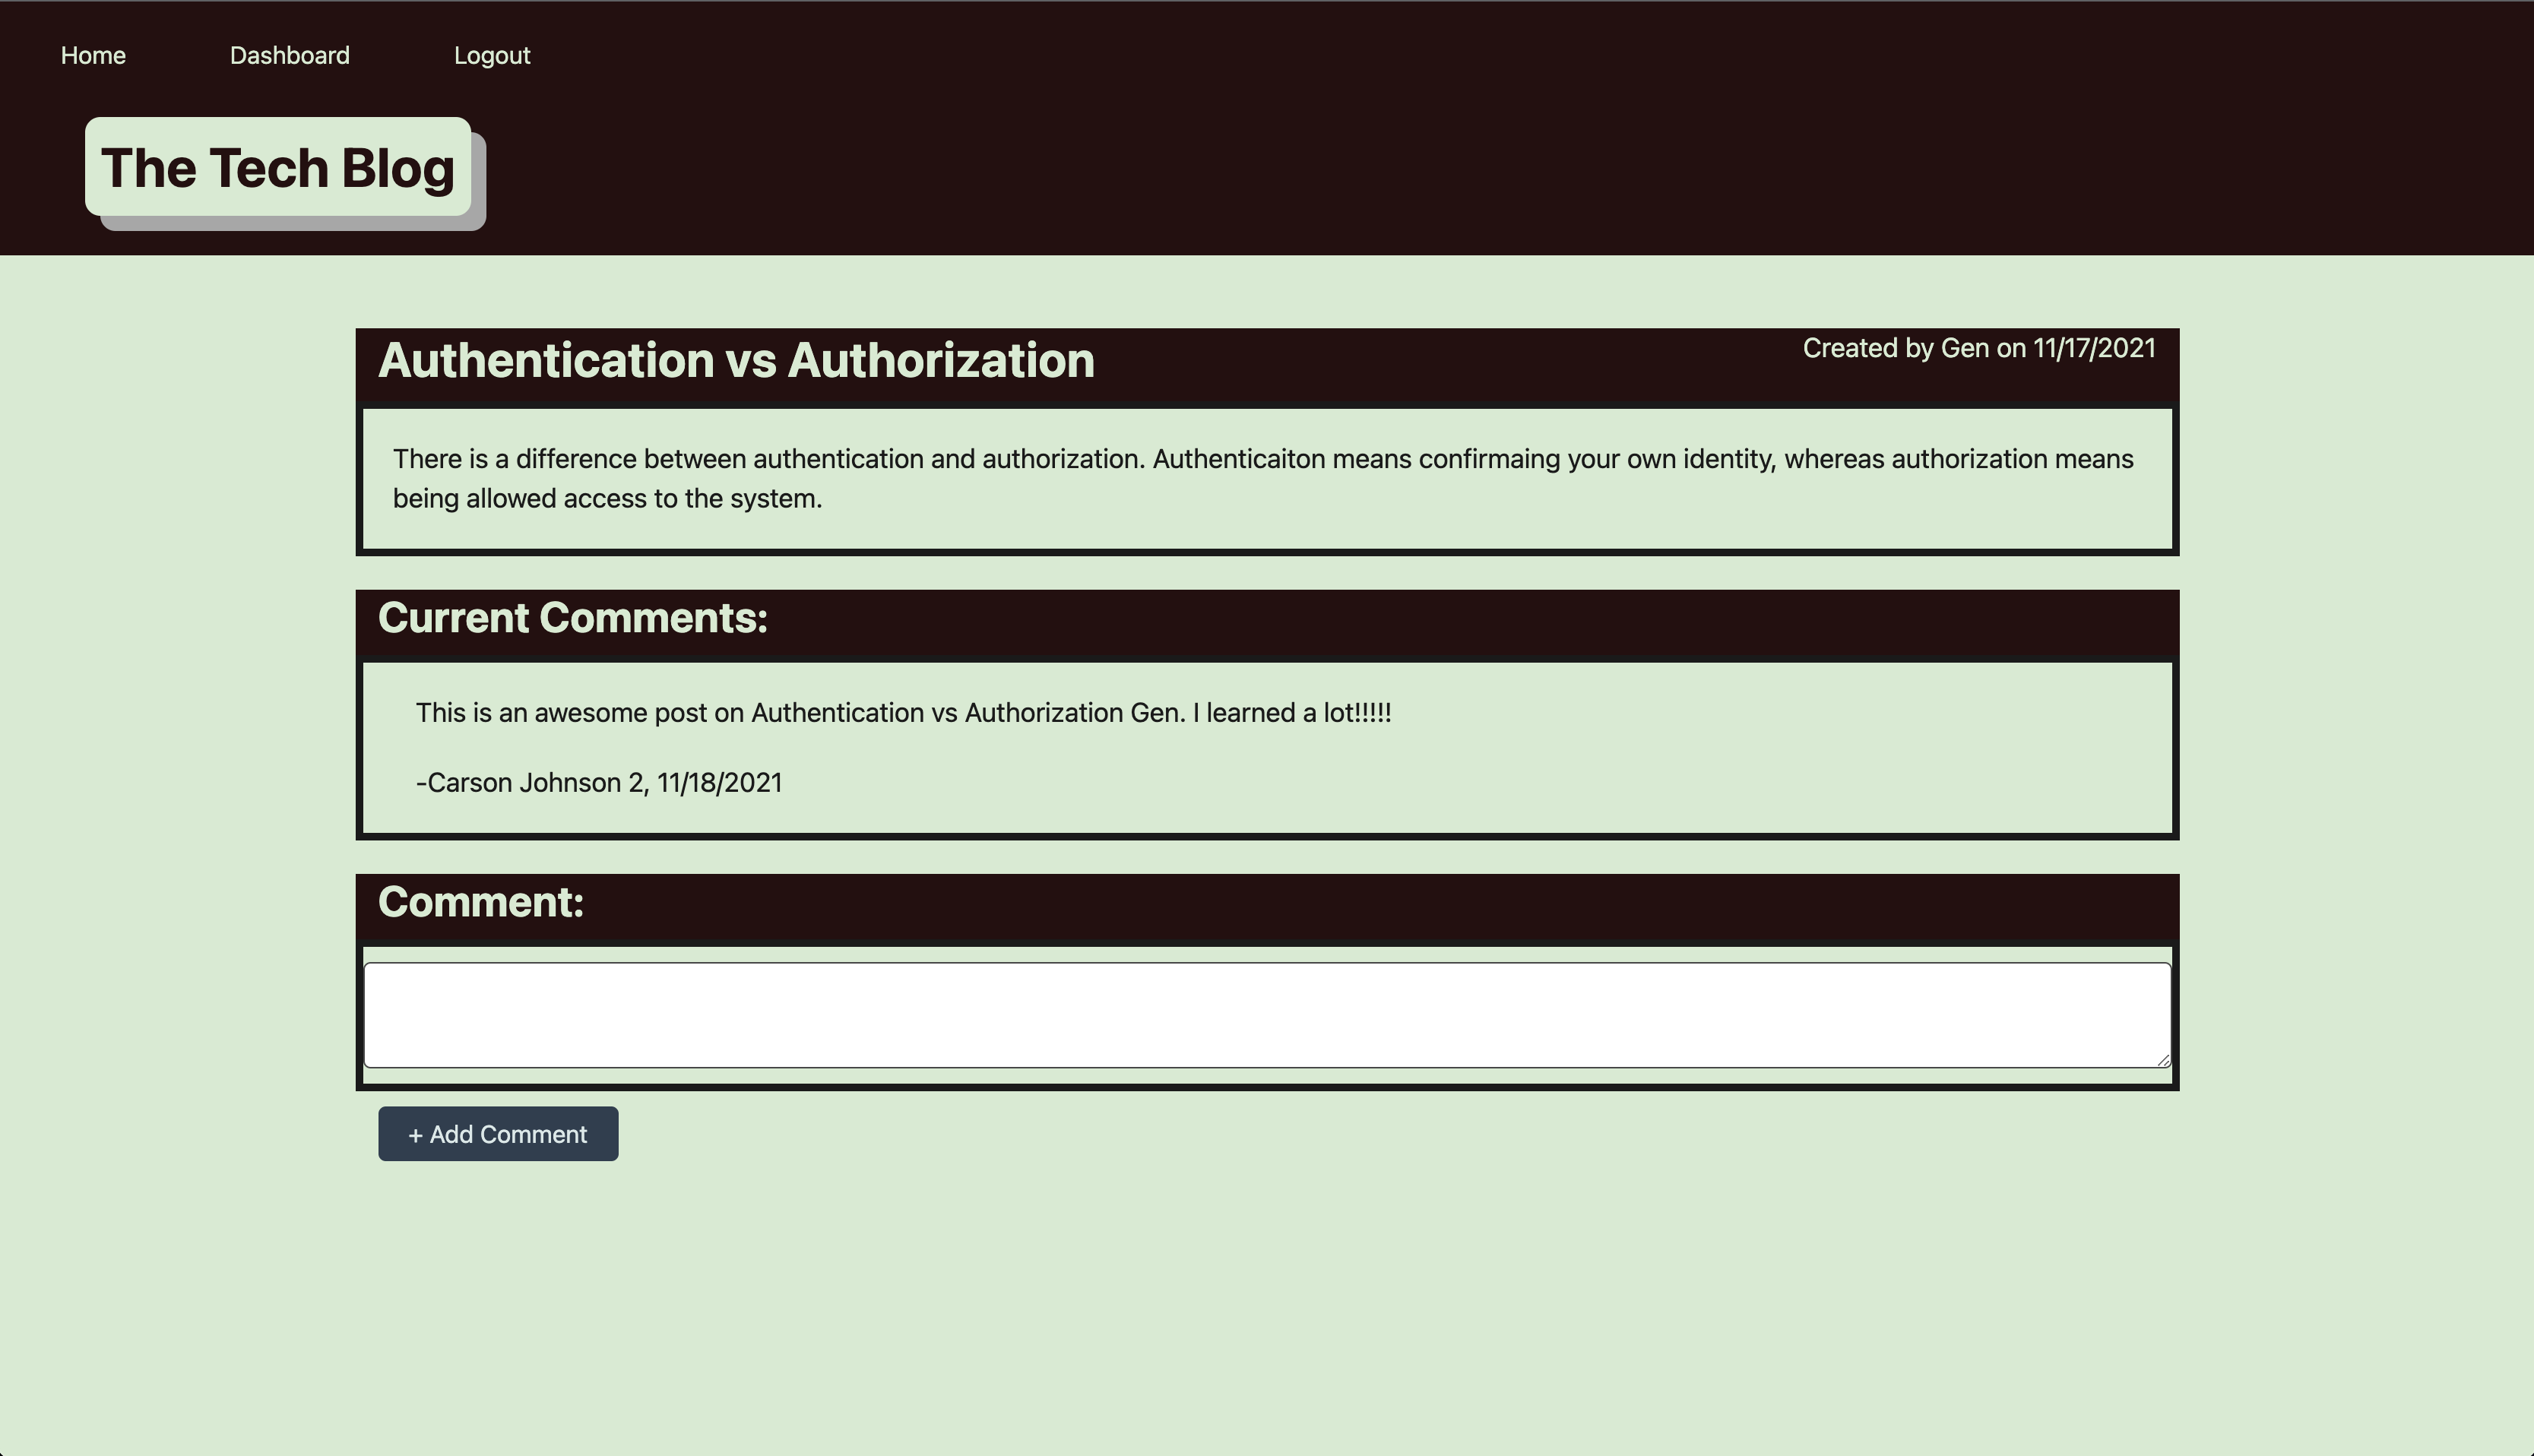 Home Dashboard Logout
The Tech Blog
Authentication vs Authorization
Created by Gen on 11/17/2021
There is a difference between authentication and authorization. Authenticaiton means confirmaing your own identity, whereas authorization means
being allowed access to the system.
Current Comments:
This is an awesome post on Authentication vs Authorization Gen. I learned a lot!!!!!
-Carson Johnson 2, 11/18/2021
Comment:
+ Add Comment